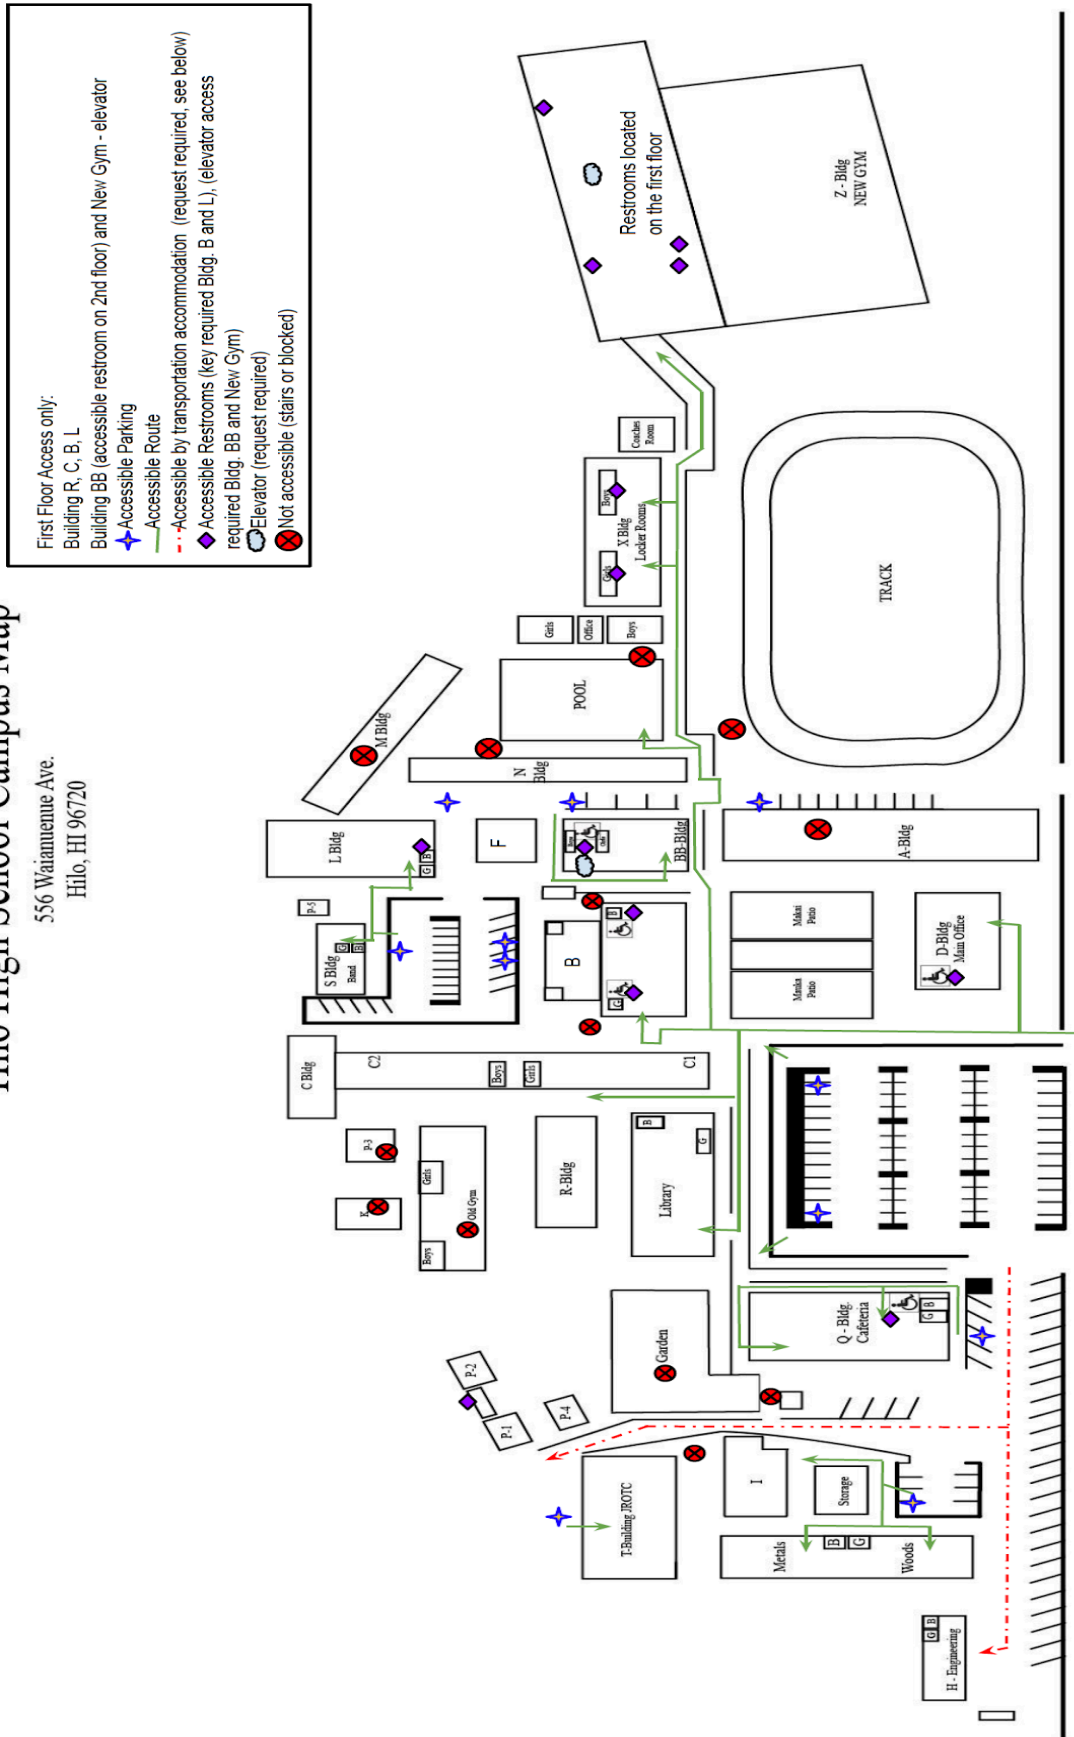 Hilo High School Campus Map
556 Waianuenue Ave.
Hilo, HI 96720
First Floor Access only:
Building R, C, B, L
Building BB (accessible restroom on 2nd floor) and New Gym - elevator
Accessible Parking
Accessible Route
Accessible by transportation accommodation (request required, see below)
Accessible Restrooms (key required Bldg. B and L), (elevator access
required Bldg. BB and New Gym)
Elevator (request required)
Not accessible (stairs or blocked)
C Bldg
C2
Boys
Girls
C1
P-3
K
Girls
Old Gym
Boys
R-Bldg
B
G
Library
P-5
S Bldg
Band
G
B
L Bldg
G
B
M Bldg
N
Bldg
F
Boys
Girls
BB-Bldg
B
B
G
POOL
Girls
Office
Boys
X Bldg
Locker Rooms
Girls
Boys
Coaches
Room
Restrooms located
on the first floor
Z - Bldg
NEW GYM
TRACK
A-Bldg
Makai
Patio
Mauka
Patio
D-Bldg
Main Office
Garden
Q - Bldg.
Cafeteria
G
B
P-2
P-1
P-4
T-Building JROTC
I
Storage
Metals
B
G
Woods
H - Engineering
G
B